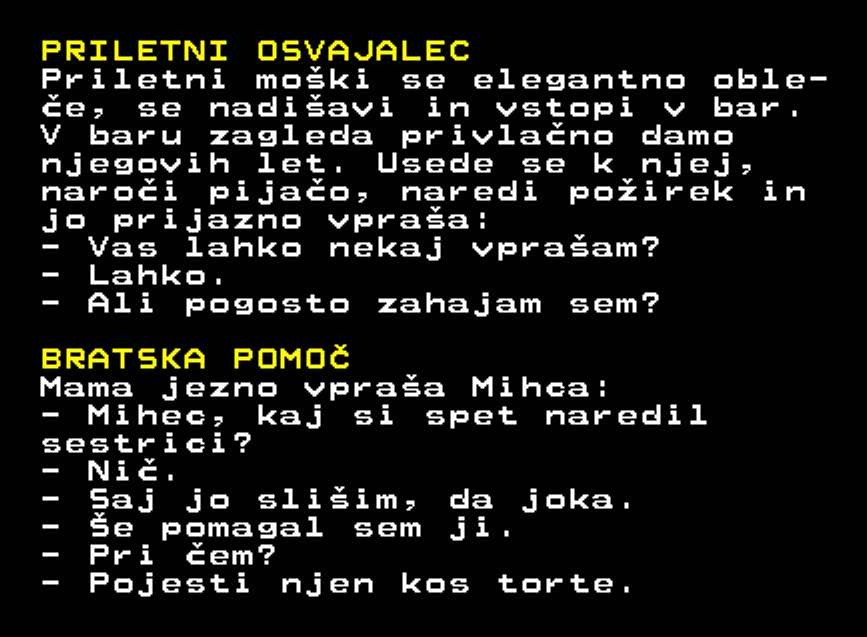 PRILETNI OSVAJALEC
Priletni moški se elegantno oble-
če, se nadišavi in vstopi v bar.
V baru zagleda privlačno damo
njegovih let. Usede se k njej,
naroči pijačo, naredi požirek in
jo prijazno vpraša:
- Vas lahko nekaj vprašam?
- Lahko.
- Ali pogosto zahajam sem?
BRATSKA POMOČ
Mama jezno vpraša Mihca:
- Mihec, kaj si spet naredil
sestrici?
- Nič.
- Saj jo slišim, da joka.
- Še pomagal sem ji.
- Pri čem?
- Pojesti njen kos torte.